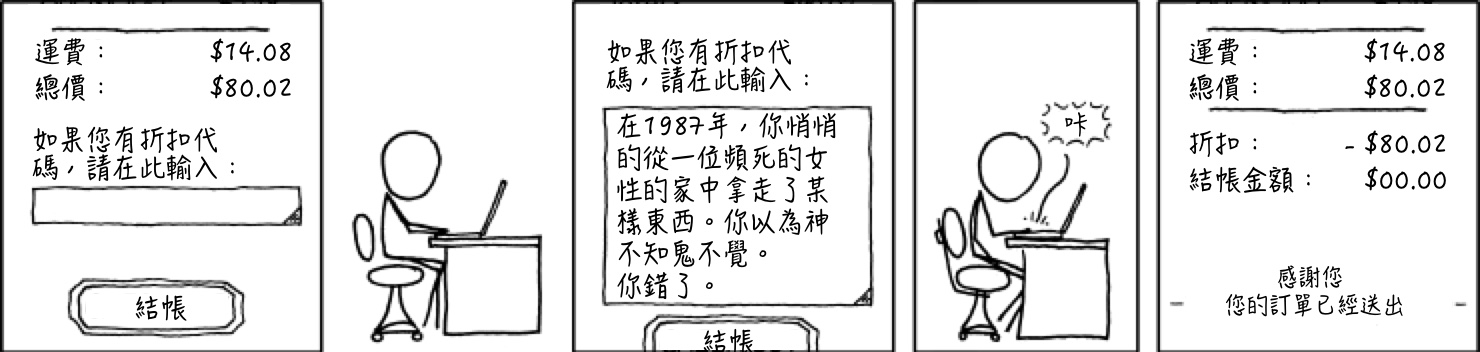 運費： $14.08
總價： $80.02
如果您有折扣代
碼，請在此輸入：
結帳
如果您有折扣代
碼，請在此輸入：
在1987年，你悄悄
的從一位頻死的女
性的家中拿走了某
樣東西。你以為神
不知鬼不覺。
你錯了。
結帳
咔
運費： $14.08
總價： $80.02
折扣： - $80.02
結帳金額： $00.00
感謝您
您的訂單已經送出